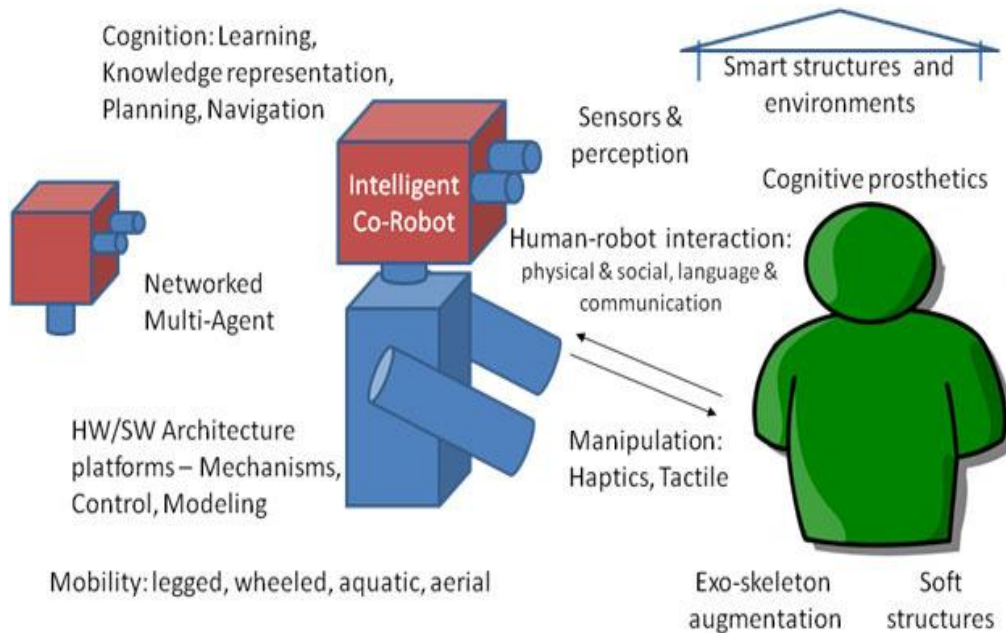 Cognition: Learning,
Knowledge representation,
Planning, Navigation
Smart structures and
environments
Sensors &
perception
Intelligent
Co-Robot
Cognitive prosthetics
Human-robot interaction:
physical & social, language &
communication
Networked
Multi-Agent
HW/SW Architecture
platforms – Mechanisms,
Control, Modeling
Manipulation:
Haptics, Tactile
Mobility: legged, wheeled, aquatic, aerial
Exo-skeleton
augmentation
Soft
structures